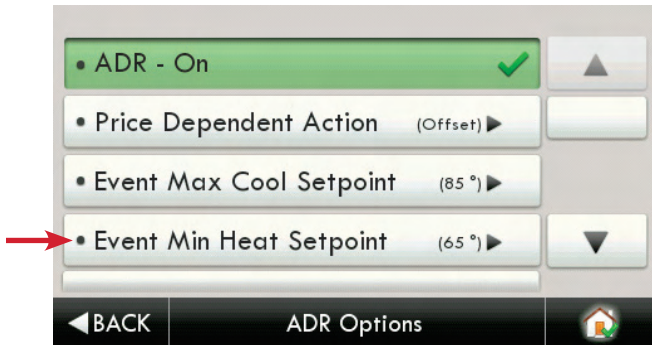 • ADR - On
• Price Dependent Action (Offset)
• Event Max Cool Setpoint (85 °)
• Event Min Heat Setpoint (65 °)
BACK ADR Options